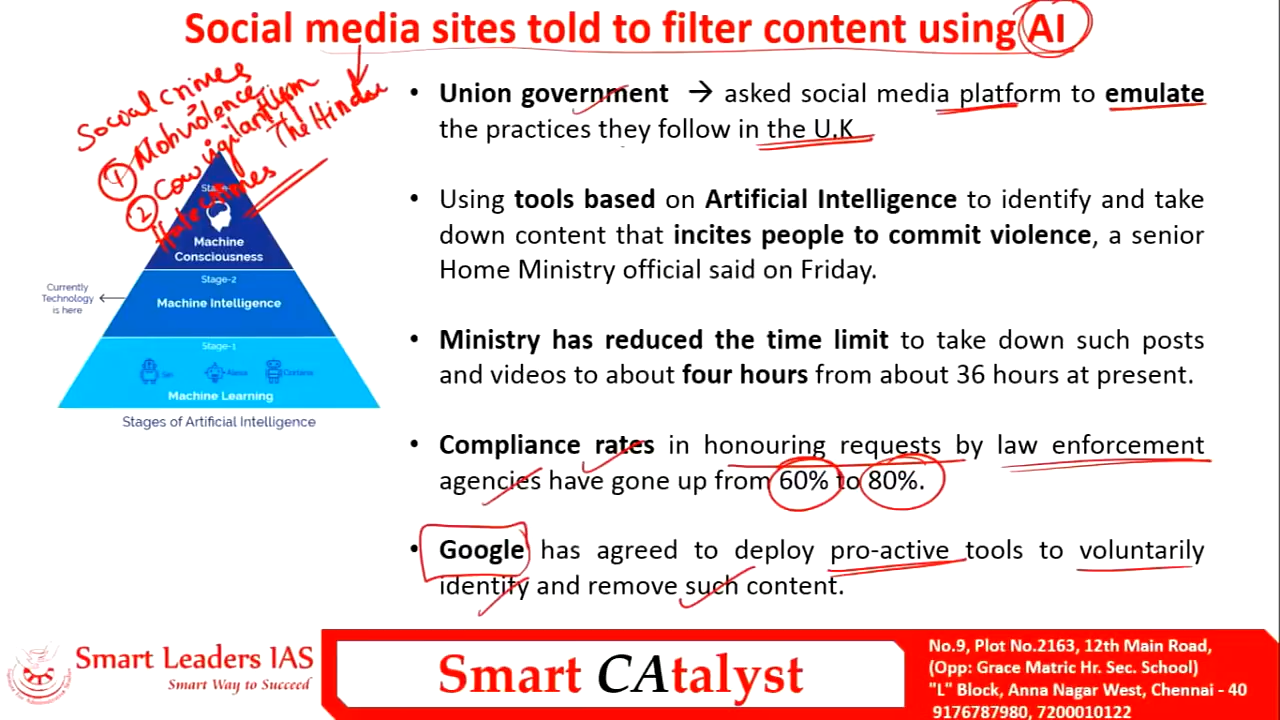 Social media sites told to filter content using AI
Social crimes
① Mob violence
② Cow vigilantism
Hate crimes
The Hindu
Stage-3
Machine
Consciousness
Stage-2
Machine Intelligence
Currently
Technology
is here
Stage-1
Siri
Alexa
Cortana
Machine Learning
Stages of Artificial Intelligence
• Union government → asked social media platform to emulate
the practices they follow in the U.K
• Using tools based on Artificial Intelligence to identify and take
down content that incites people to commit violence, a senior
Home Ministry official said on Friday.
• Ministry has reduced the time limit to take down such posts
and videos to about four hours from about 36 hours at present.
• Compliance rates in honouring requests by law enforcement
agencies have gone up from 60% to 80%.
• Google has agreed to deploy pro-active tools to voluntarily
identify and remove such content.
Smart Leaders IAS
Smart Way to Succeed
Smart CAtalyst
No.9, Plot No.2163, 12th Main Road,
(Opp: Grace Matric Hr. Sec. School)
"L" Block, Anna Nagar West, Chennai - 40
9176787980, 7200010122